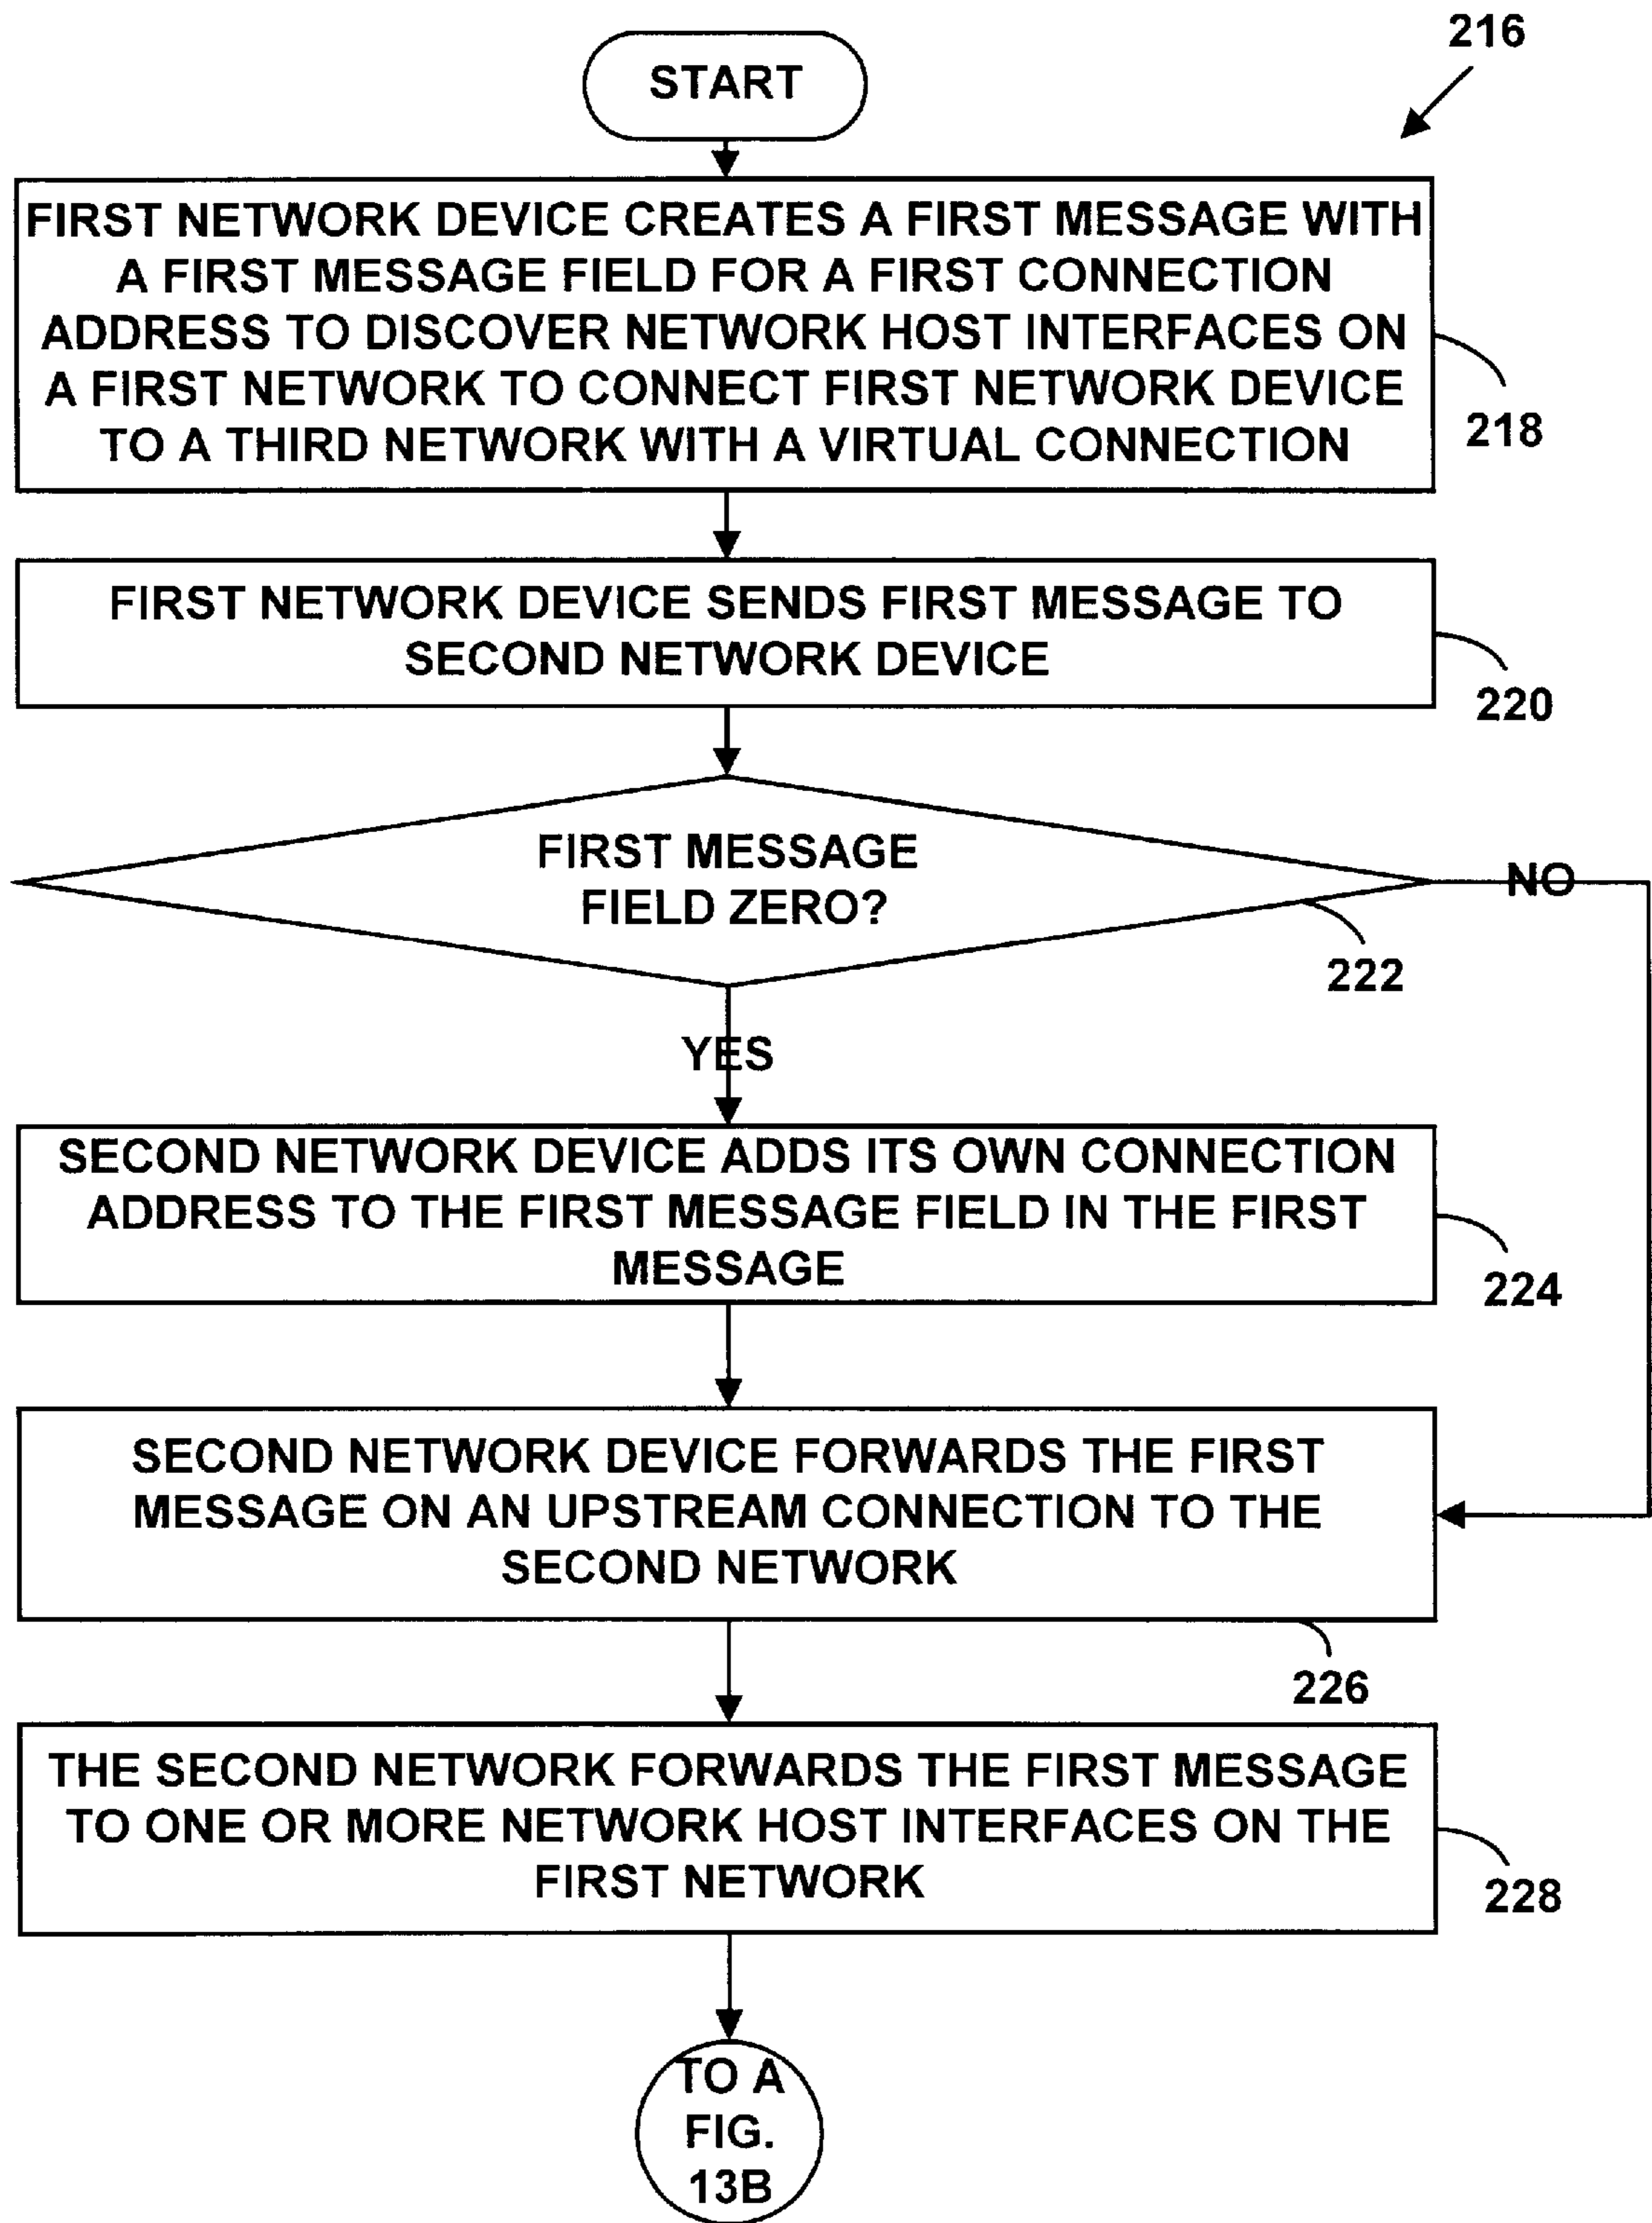 216
START
FIRST NETWORK DEVICE CREATES A FIRST MESSAGE WITH
A FIRST MESSAGE FIELD FOR A FIRST CONNECTION
ADDRESS TO DISCOVER NETWORK HOST INTERFACES ON
A FIRST NETWORK TO CONNECT FIRST NETWORK DEVICE
TO A THIRD NETWORK WITH A VIRTUAL CONNECTION
218
FIRST NETWORK DEVICE SENDS FIRST MESSAGE TO
SECOND NETWORK DEVICE
220
FIRST MESSAGE
FIELD ZERO?
NO
222
YES
SECOND NETWORK DEVICE ADDS ITS OWN CONNECTION
ADDRESS TO THE FIRST MESSAGE FIELD IN THE FIRST
MESSAGE
224
SECOND NETWORK DEVICE FORWARDS THE FIRST
MESSAGE ON AN UPSTREAM CONNECTION TO THE
SECOND NETWORK
226
THE SECOND NETWORK FORWARDS THE FIRST MESSAGE
TO ONE OR MORE NETWORK HOST INTERFACES ON THE
FIRST NETWORK
228
TO A
FIG.
13B